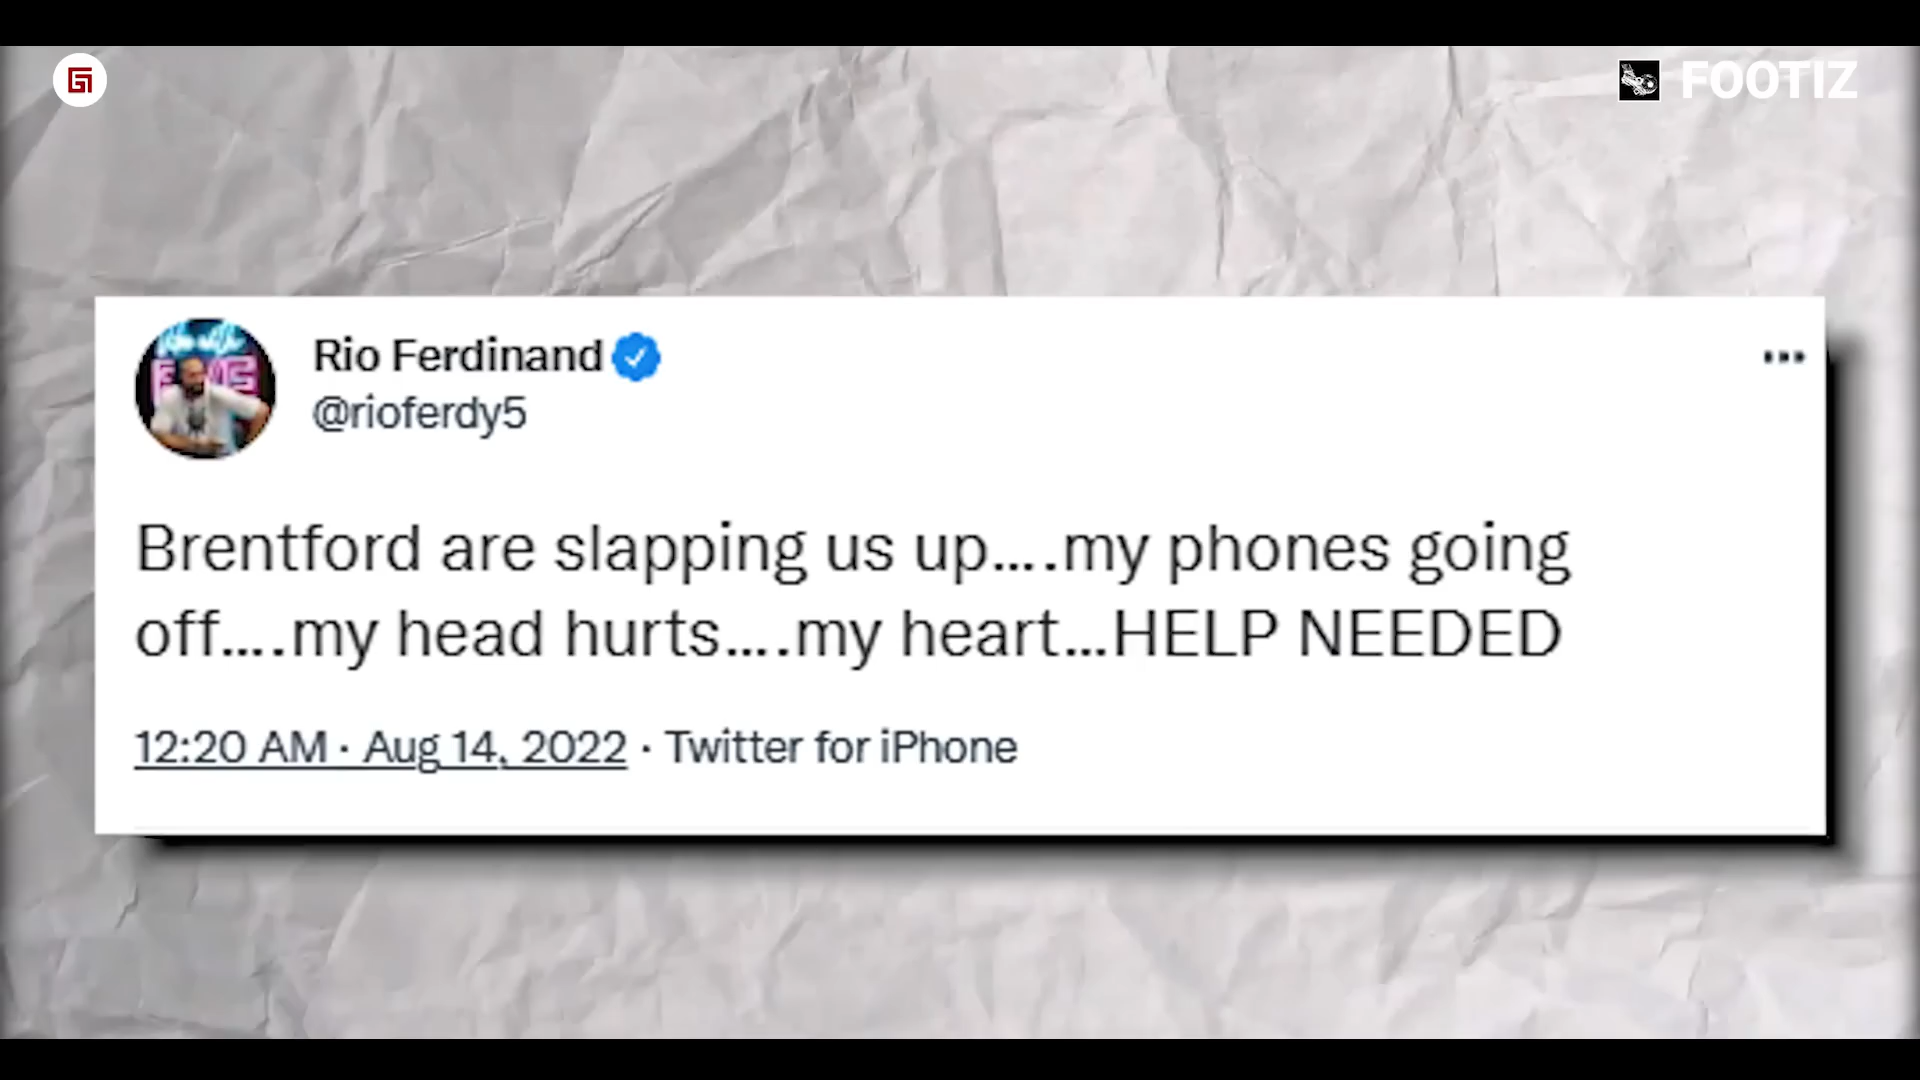 FOOTIZ
Rio Ferdinand
@rioferdy5
Brentford are slapping us up....my phones going
off....my head hurts....my heart...HELP NEEDED
12:20 AM · Aug 14, 2022 · Twitter for iPhone